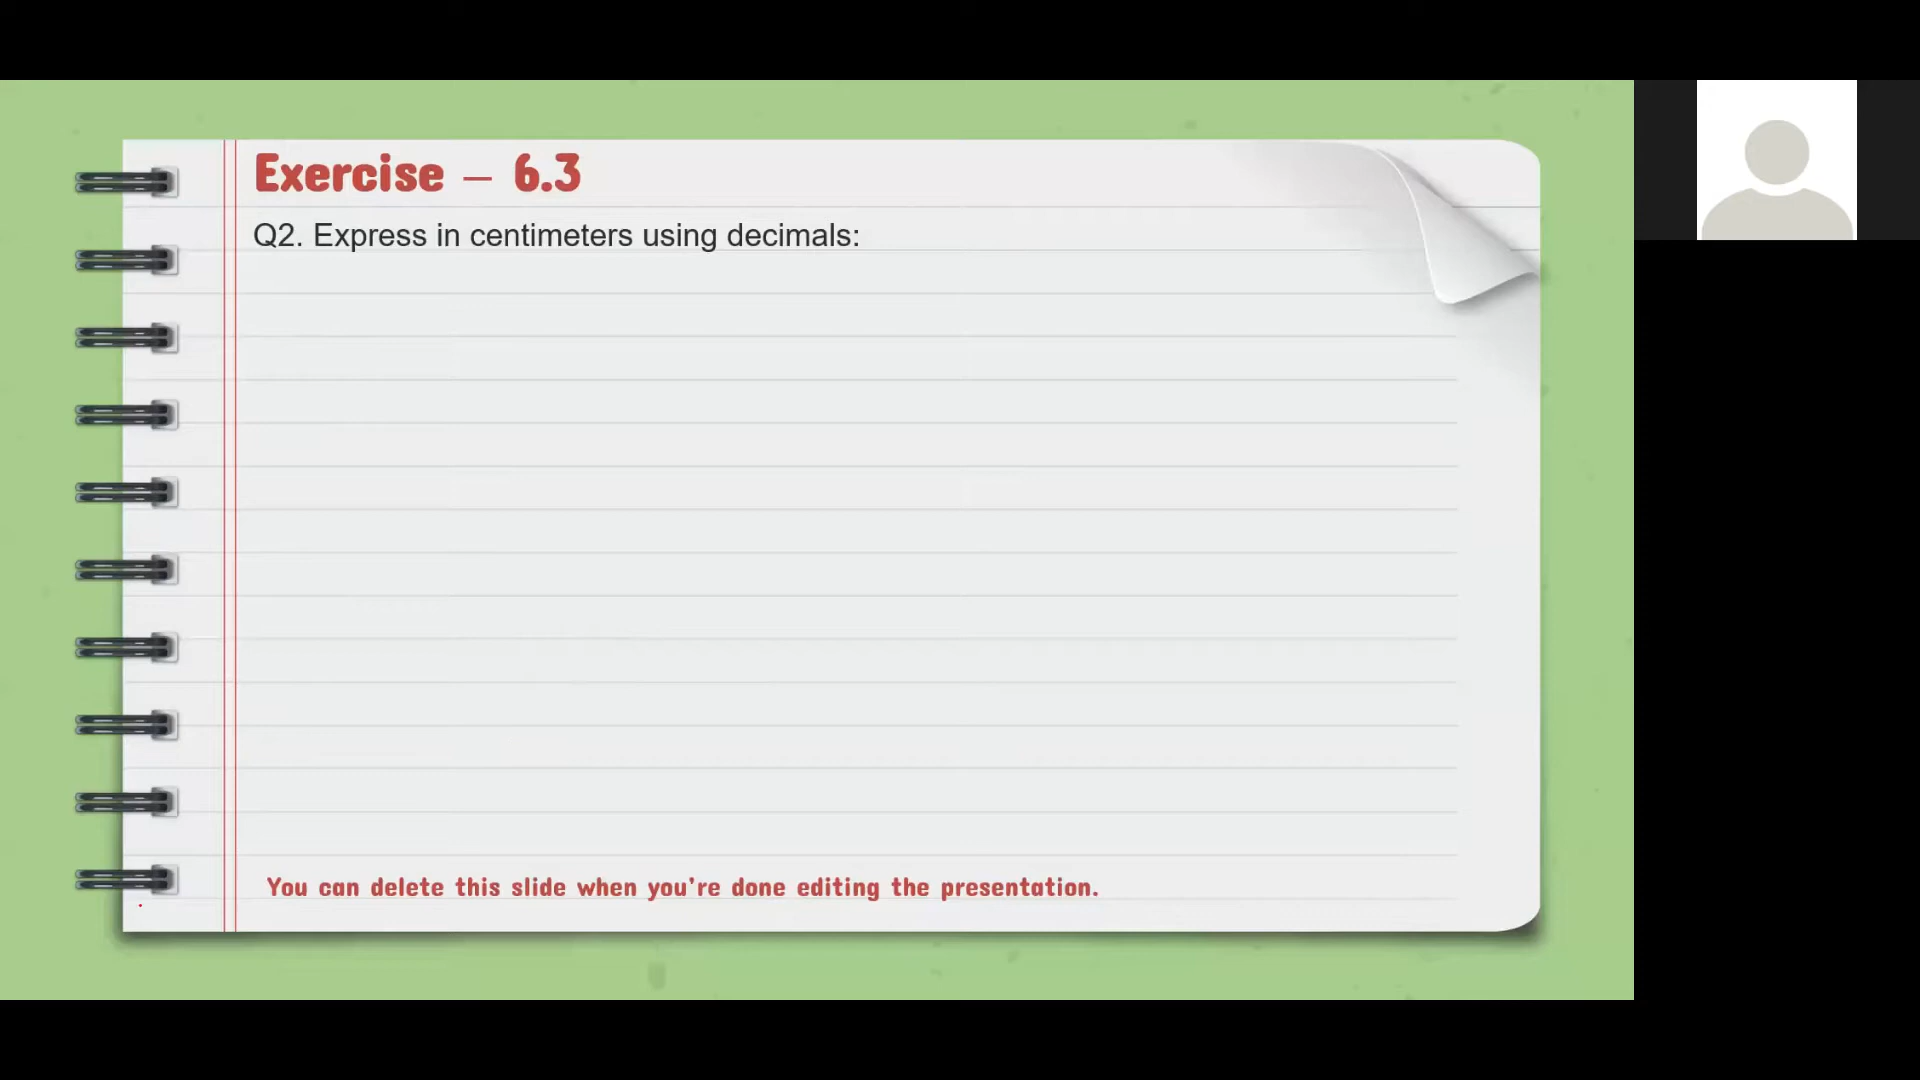 Exercise – 6.3
Q2. Express in centimeters using decimals:
You can delete this slide when you're done editing the presentation.